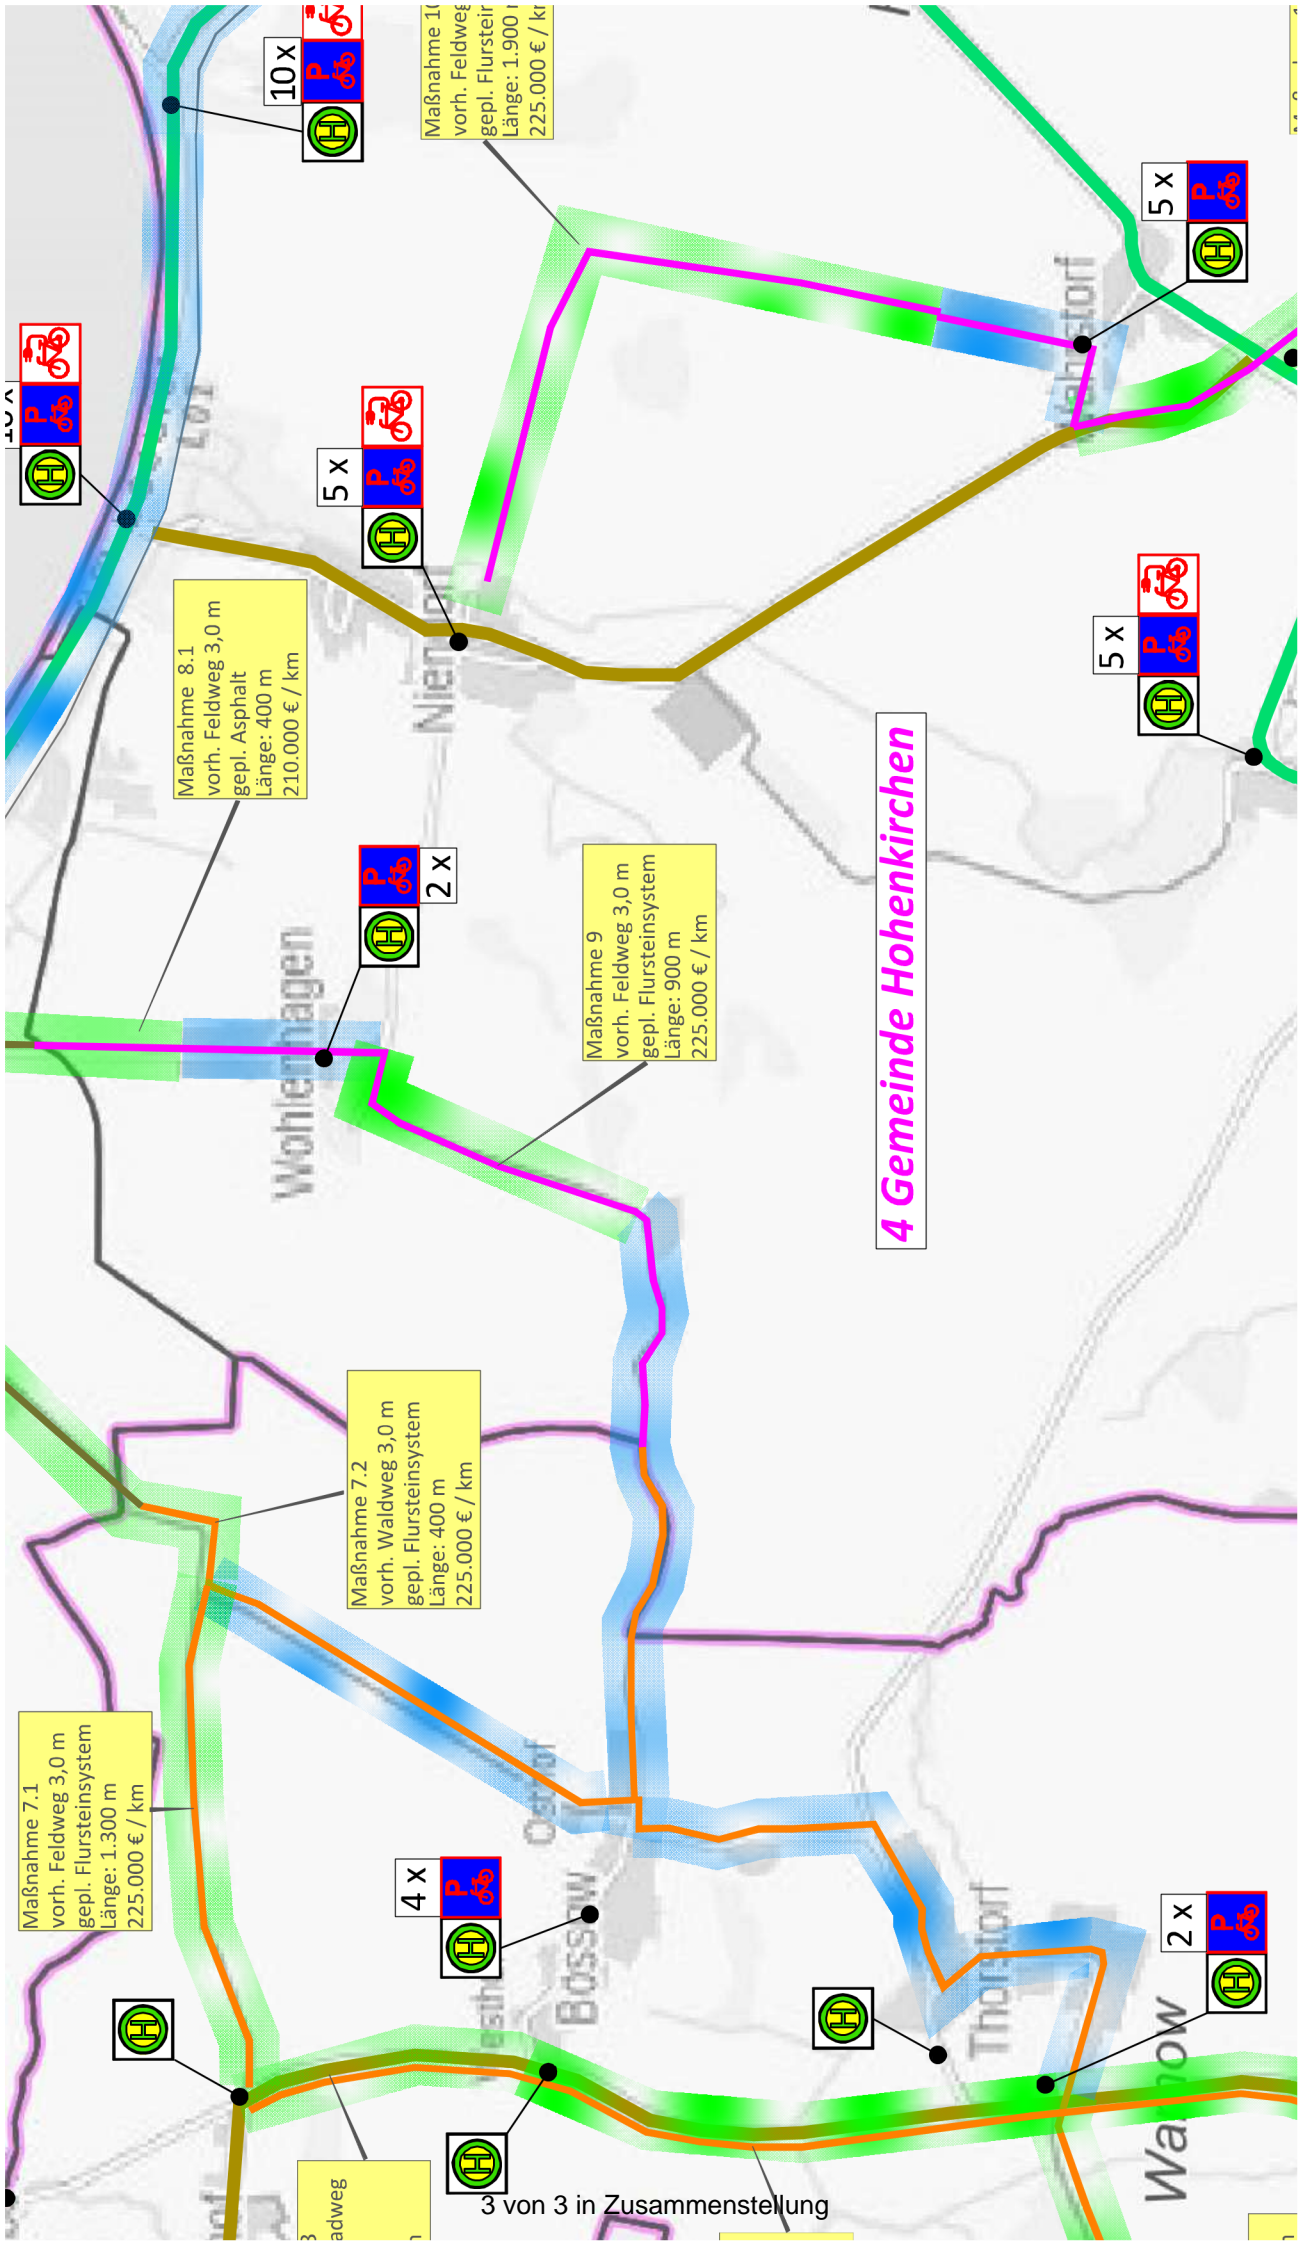 10 x
P
H
Maßnahme 10
vorh. Feldweg
gepl. Flurstein
Länge: 1.900
225.000 € / km
5 x
P
H
P
H
5 x
P
H
5 x
P
H
Maßnahme 8.1
vorh. Feldweg 3,0 m
gepl. Asphalt
Länge: 400 m
210.000 € / km
P
H
2 x
Wohlenhagen
Maßnahme 9
vorh. Feldweg 3,0 m
gepl. Flursteinsystem
Länge: 900 m
225.000 € / km
4 Gemeinde Hohenkirchen
Maßnahme 7.2
vorh. Waldweg 3,0 m
gepl. Flursteinsystem
Länge: 400 m
225.000 € / km
Maßnahme 7.1
vorh. Feldweg 3,0 m
gepl. Flursteinsystem
Länge: 1.300 m
225.000 € / km
4 x
P
H
Bössow
Thorstorf
2 x
P
H
H
H
H
Warnow
adweg
3 von 3 in Zusammenstellung